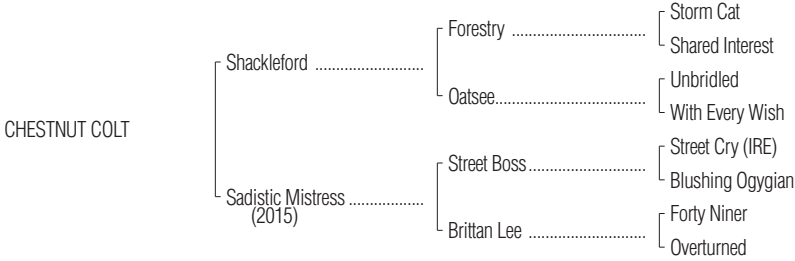 Storm Cat
Forestry ..............................
Shared Interest
Shackleford ........................
Unbridled
Oatsee..................................
With Every Wish
CHESTNUT COLT
Street Cry (IRE)
Street Boss..........................
Blushing Ogygian
Sadistic Mistress .................
(2015)
Forty Niner
Brittan Lee ..........................
Overturned